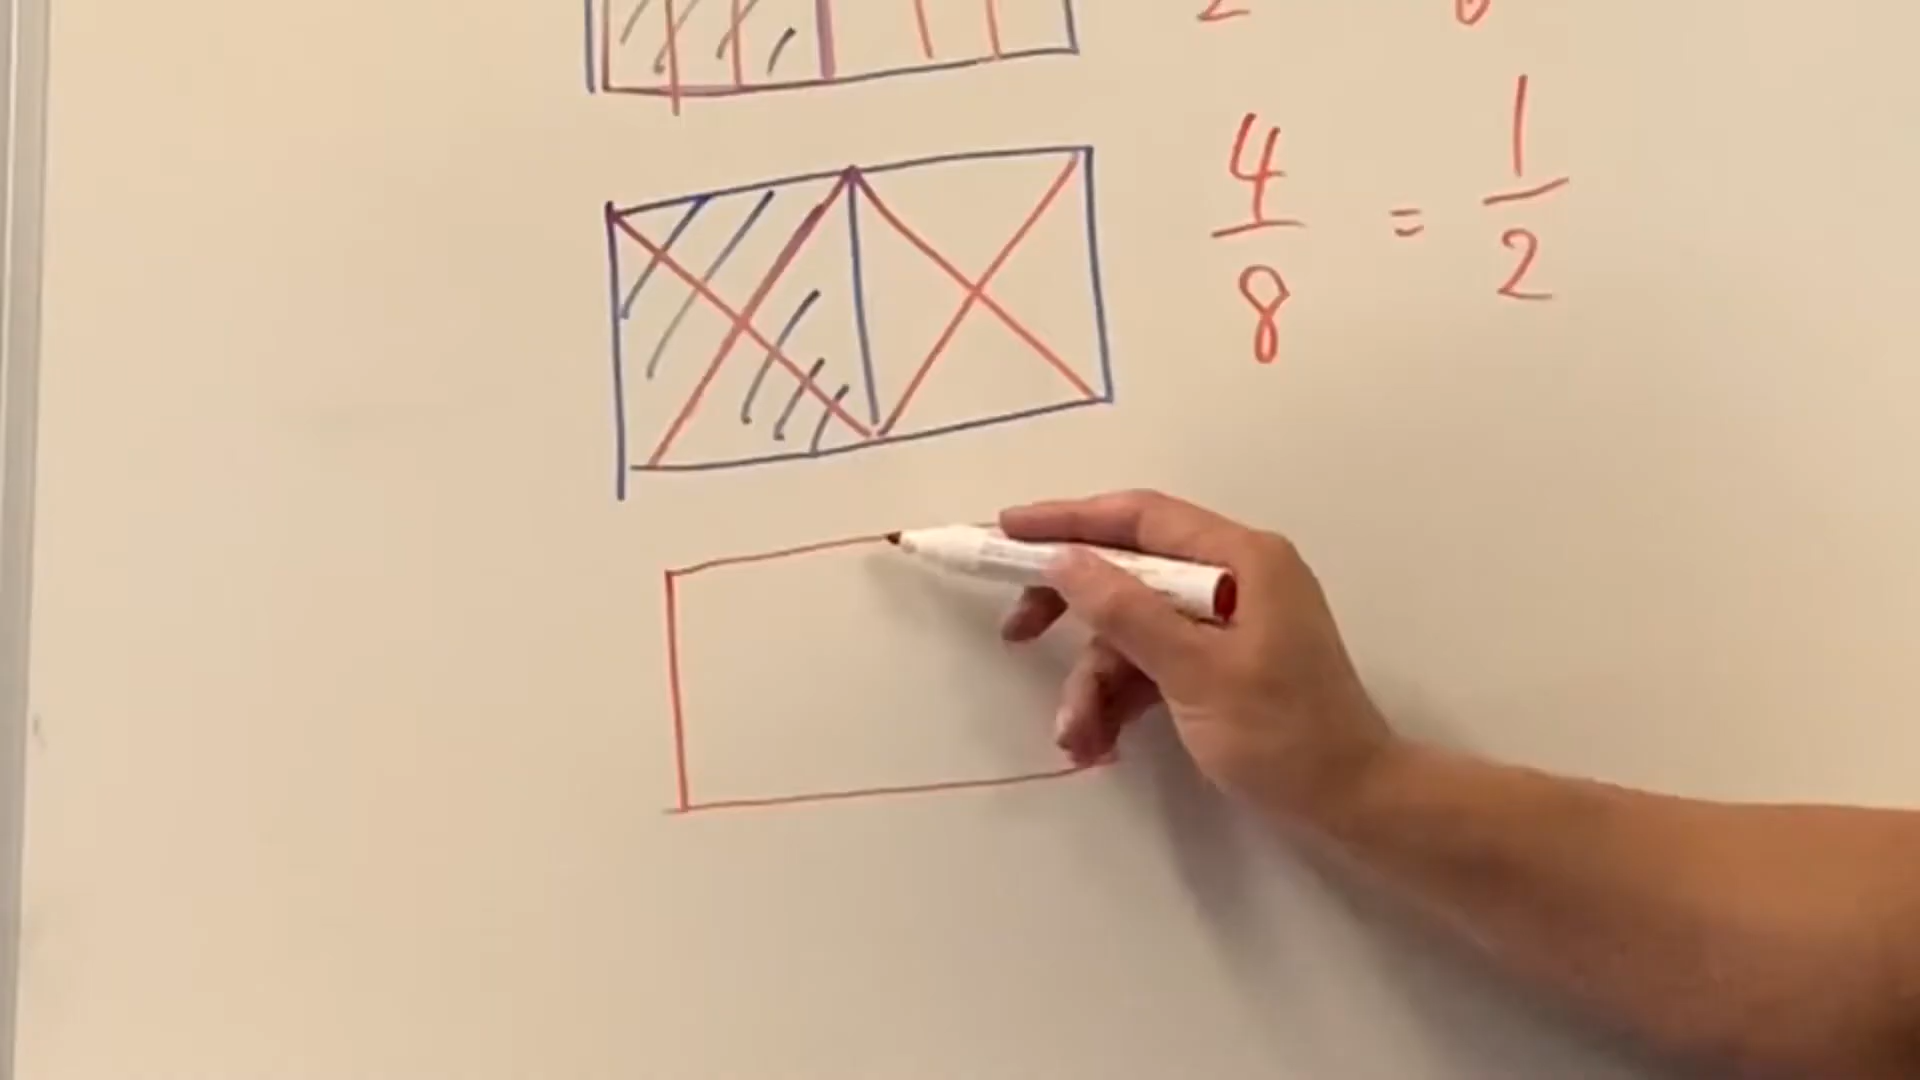 4/8 = 1/2